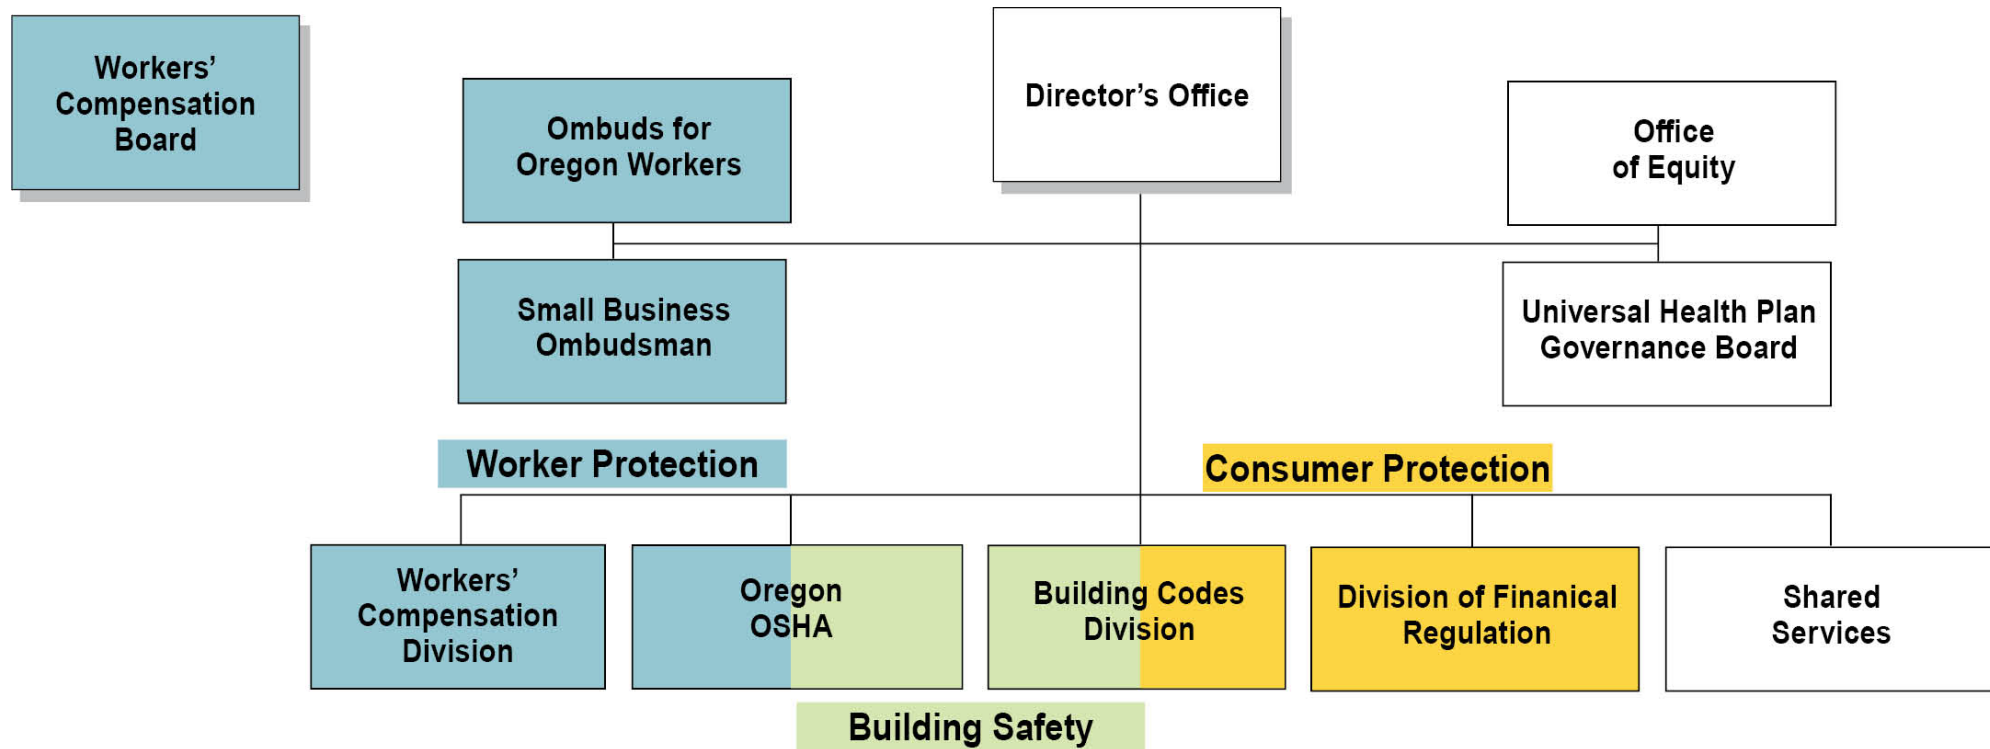 Workers’
Compensation
Board
Ombuds for
Oregon Workers
Director’s Office
Office
of Equity
Small Business
Ombudsman
Universal Health Plan
Governance Board
Worker Protection
Consumer Protection
Workers’
Compensation
Division
Oregon
OSHA
Building Codes
Division
Division of Finanical
Regulation
Shared
Services
Building Safety